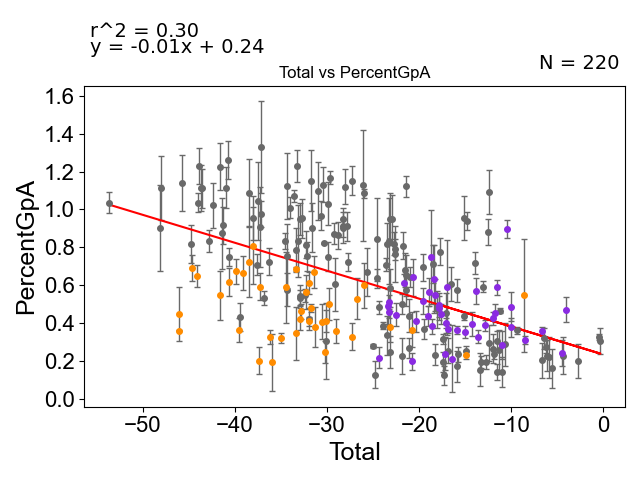 r^2 = 0.30
y = -0.01x + 0.24
N = 220
Total vs PercentGpA
PercentGpA
1.6
1.4
1.2
1.0
0.8
0.6
0.4
0.2
0.0
−50 −40 −30 −20 −10 0
Total